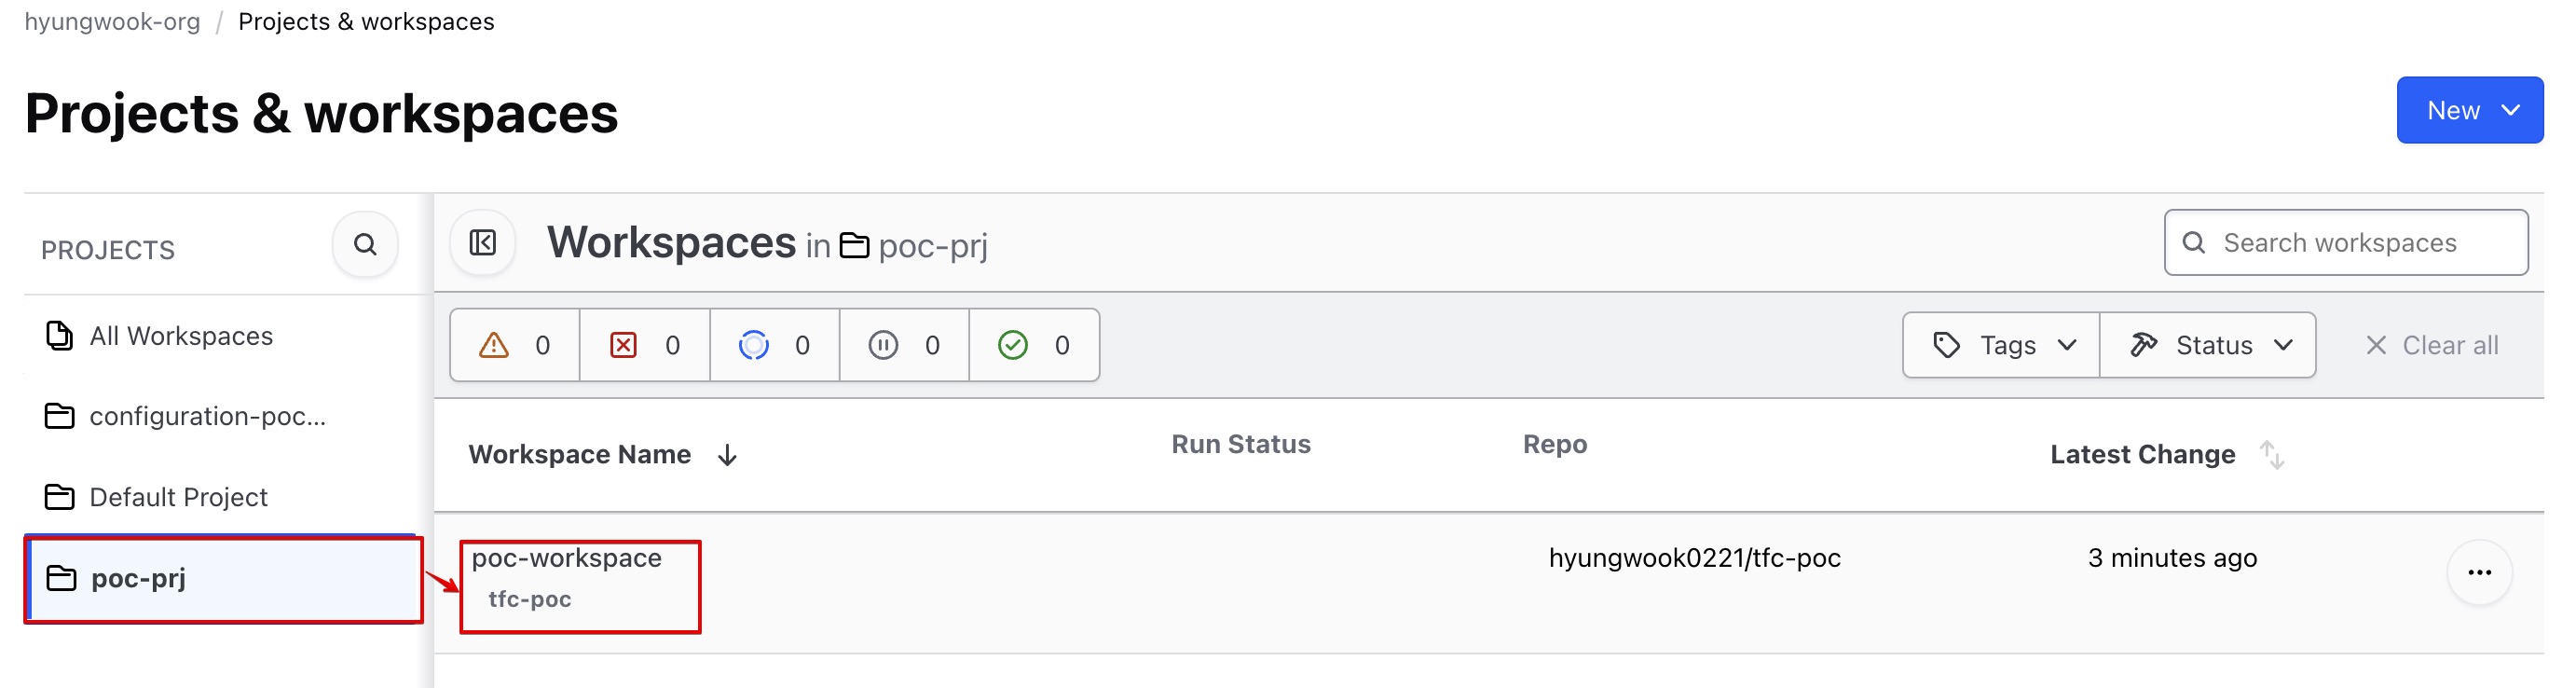 hyungwook-org / Projects & workspaces
Projects & workspaces
New
PROJECTS
Workspaces in poc-prj
Search workspaces
All Workspaces
configuration-poc...
Default Project
poc-prj
0 0 0 0 0
Tags
Status
Clear all
Workspace Name
Run Status
Repo
Latest Change
poc-workspace
hyungwook0221/tfc-poc
3 minutes ago
tfc-poc